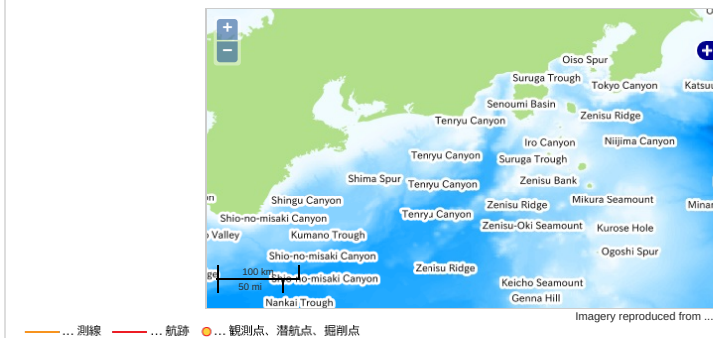 +
−
Oiso Spur
Suruga Trough
Tokyo Canyon
Katsuu
Senoumi Basin
Zenisu Ridge
Tenryu Canyon
Iro Canyon
Niijima Canyon
Tenryu Canyon
Suruga Trough
Shima Spur
Tenryu Canyon
Zenisu Bank
Shingu Canyon
Mikura Seamount
Zenisu Ridge
Minar
Shio-no-misaki Canyon
Tenryu Canyon
Zenisu-Oki Seamount
Kurose Hole
Valley
Kumano Trough
Ogoshi Spur
Shio-no-misaki Canyon
Zenisu Ridge
100 km
Shio-no-misaki Canyon
50 mi
Keicho Seamount
Nankai Trough
Genna Hill
Imagery reproduced from ...
... 測線 ... 航跡 ... 観測点、潜航点、掘削点